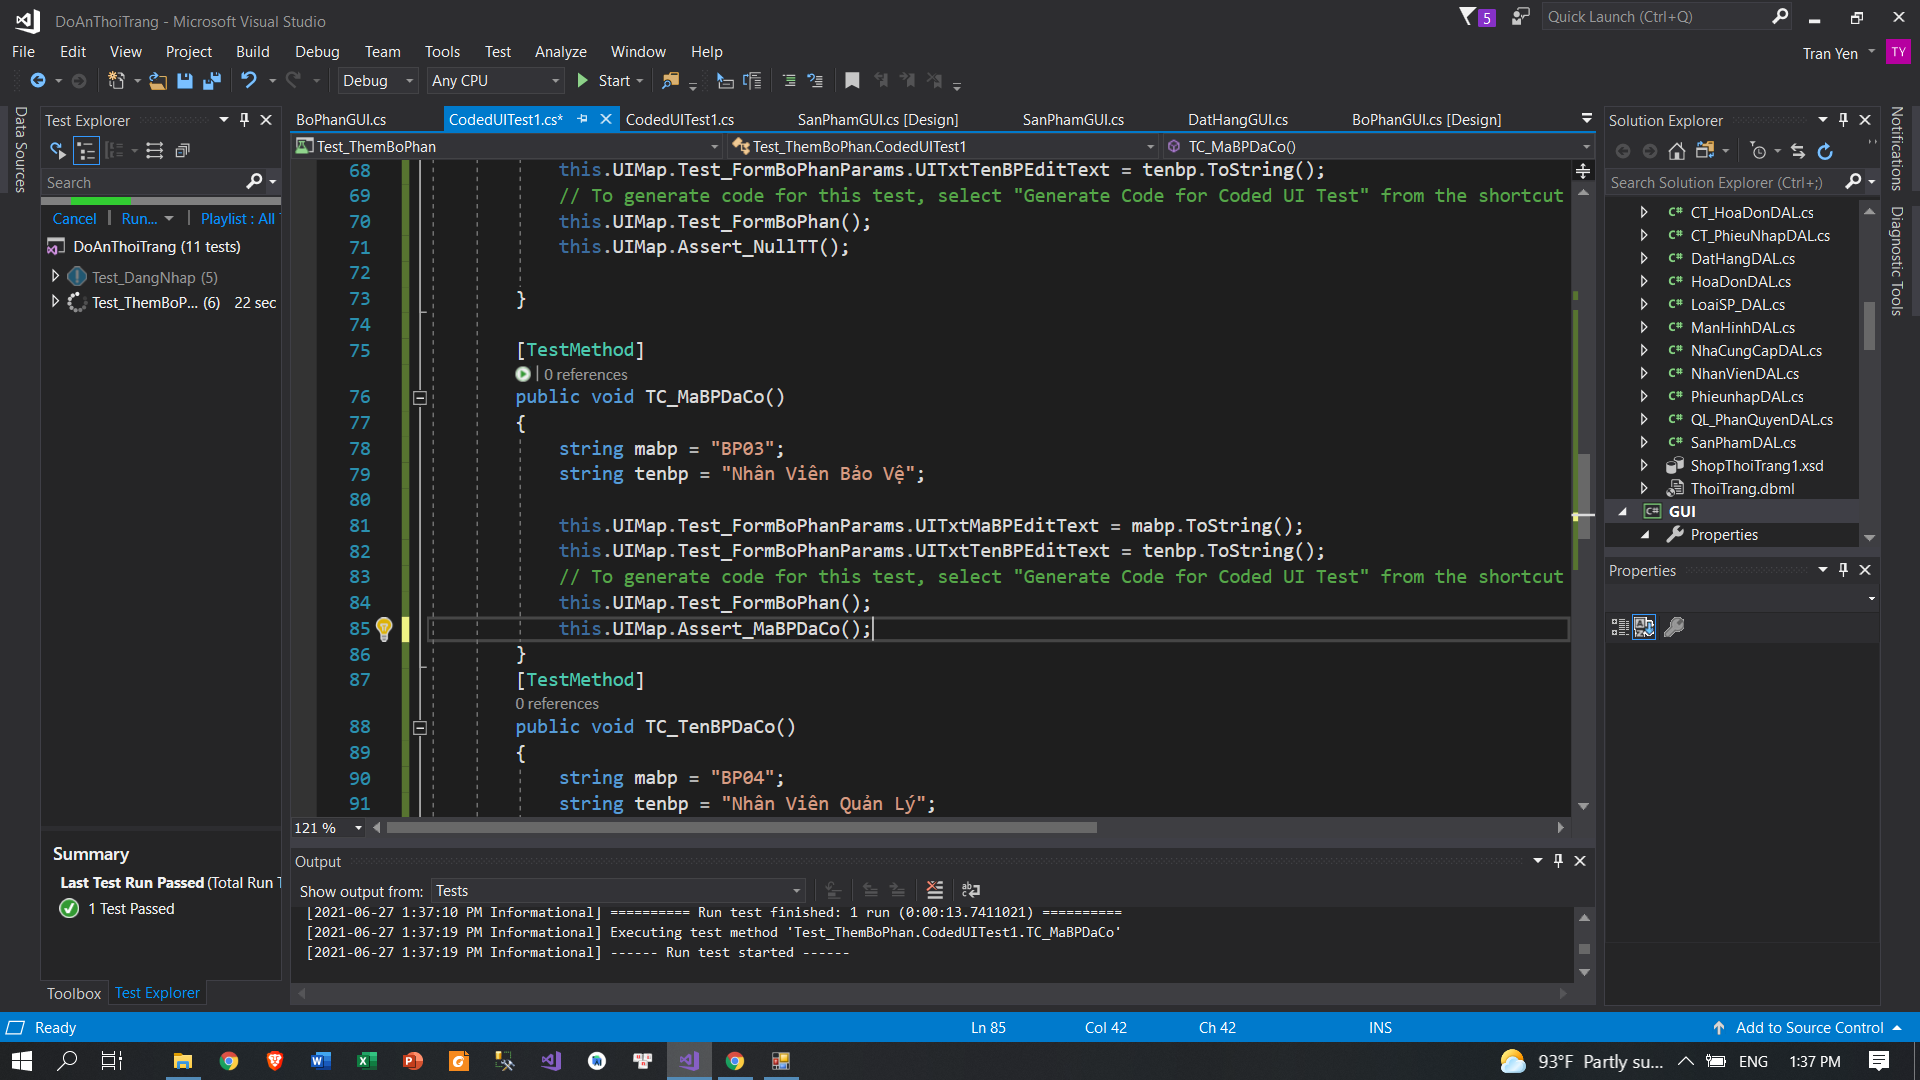 DoAnThoiTrang - Microsoft Visual Studio
5
Quick Launch (Ctrl+Q)
File Edit View Project Build Debug Team Tools Test Analyze Window Help
Tran Yen
TY
Debug
Any CPU
Start
Data Sources
Test Explorer
Search
Cancel Run... Playlist : All
DoAnThoiTrang (11 tests)
Test_DangNhap (5)
Test_ThemBoP... (6) 22 sec
Summary
Last Test Run Passed (Total Run T
1 Test Passed
Toolbox
Test Explorer
BoPhanGUI.cs
CodedUITest1.cs*
CodedUITest1.cs
SanPhamGUI.cs [Design]
SanPhamGUI.cs
DatHangGUI.cs
BoPhanGUI.cs [Design]
Test_ThemBoPhan
Test_ThemBoPhan.CodedUITest1
TC_MaBPDaCo()
68 this.UIMap.Test_FormBoPhanParams.UITxtTenBPEditText = tenbp.ToString();
69 // To generate code for this test, select "Generate Code for Coded UI Test" from the shortcut
70 this.UIMap.Test_FormBoPhan();
71 this.UIMap.Assert_NullTT();
72
73 }
74
75 [TestMethod]
0 references
76 public void TC_MaBPDaCo()
77 {
78 string mabp = "BP03";
79 string tenbp = "Nhân Viên Bảo Vệ";
80
81 this.UIMap.Test_FormBoPhanParams.UITxtMaBPEditText = mabp.ToString();
82 this.UIMap.Test_FormBoPhanParams.UITxtTenBPEditText = tenbp.ToString();
83 // To generate code for this test, select "Generate Code for Coded UI Test" from the shortcut
84 this.UIMap.Test_FormBoPhan();
85 this.UIMap.Assert_MaBPDaCo();
86 }
87 [TestMethod]
0 references
88 public void TC_TenBPDaCo()
89 {
90 string mabp = "BP04";
91 string tenbp = "Nhân Viên Quản Lý";
121 %
Output
Show output from: Tests
[2021-06-27 1:37:10 PM Informational] ========== Run test finished: 1 run (0:00:13.7411021) ==========
[2021-06-27 1:37:19 PM Informational] Executing test method 'Test_ThemBoPhan.CodedUITest1.TC_MaBPDaCo'
[2021-06-27 1:37:19 PM Informational] ------ Run test started ------
Solution Explorer
Search Solution Explorer (Ctrl+;)
CT_HoaDonDAL.cs
CT_PhieuNhapDAL.cs
DatHangDAL.cs
HoaDonDAL.cs
LoaiSP_DAL.cs
ManHinhDAL.cs
NhaCungCapDAL.cs
NhanVienDAL.cs
PhieunhapDAL.cs
QL_PhanQuyenDAL.cs
SanPhamDAL.cs
ShopThoiTrang1.xsd
ThoiTrang.dbml
GUI
Properties
Properties
Notifications
Diagnostic Tools
Ready
Ln 85
Col 42
Ch 42
INS
Add to Source Control
93°F Partly su...
ENG
1:37 PM